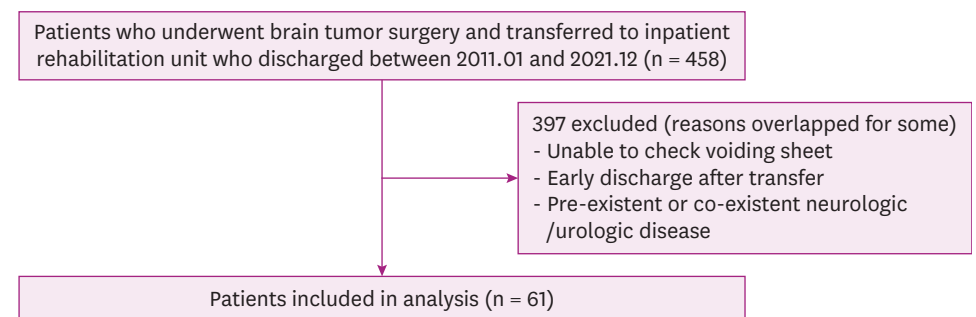 Patients who underwent brain tumor surgery and transferred to inpatient
rehabilitation unit who discharged between 2011.01 and 2021.12 (n = 458)
397 excluded (reasons overlapped for some)
- Unable to check voiding sheet
- Early discharge after transfer
- Pre-existent or co-existent neurologic
/urologic disease
Patients included in analysis (n = 61)